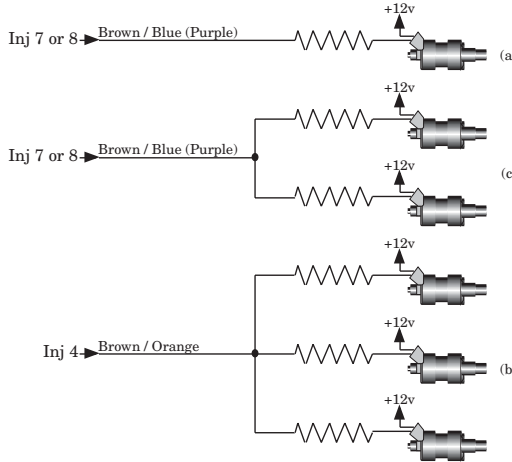 +12v
Inj 7 or 8 Brown / Blue (Purple)
(a
+12v
Inj 7 or 8 Brown / Blue (Purple)
+12v
(c
+12v
Inj 4 Brown / Orange
+12v
(b
+12v